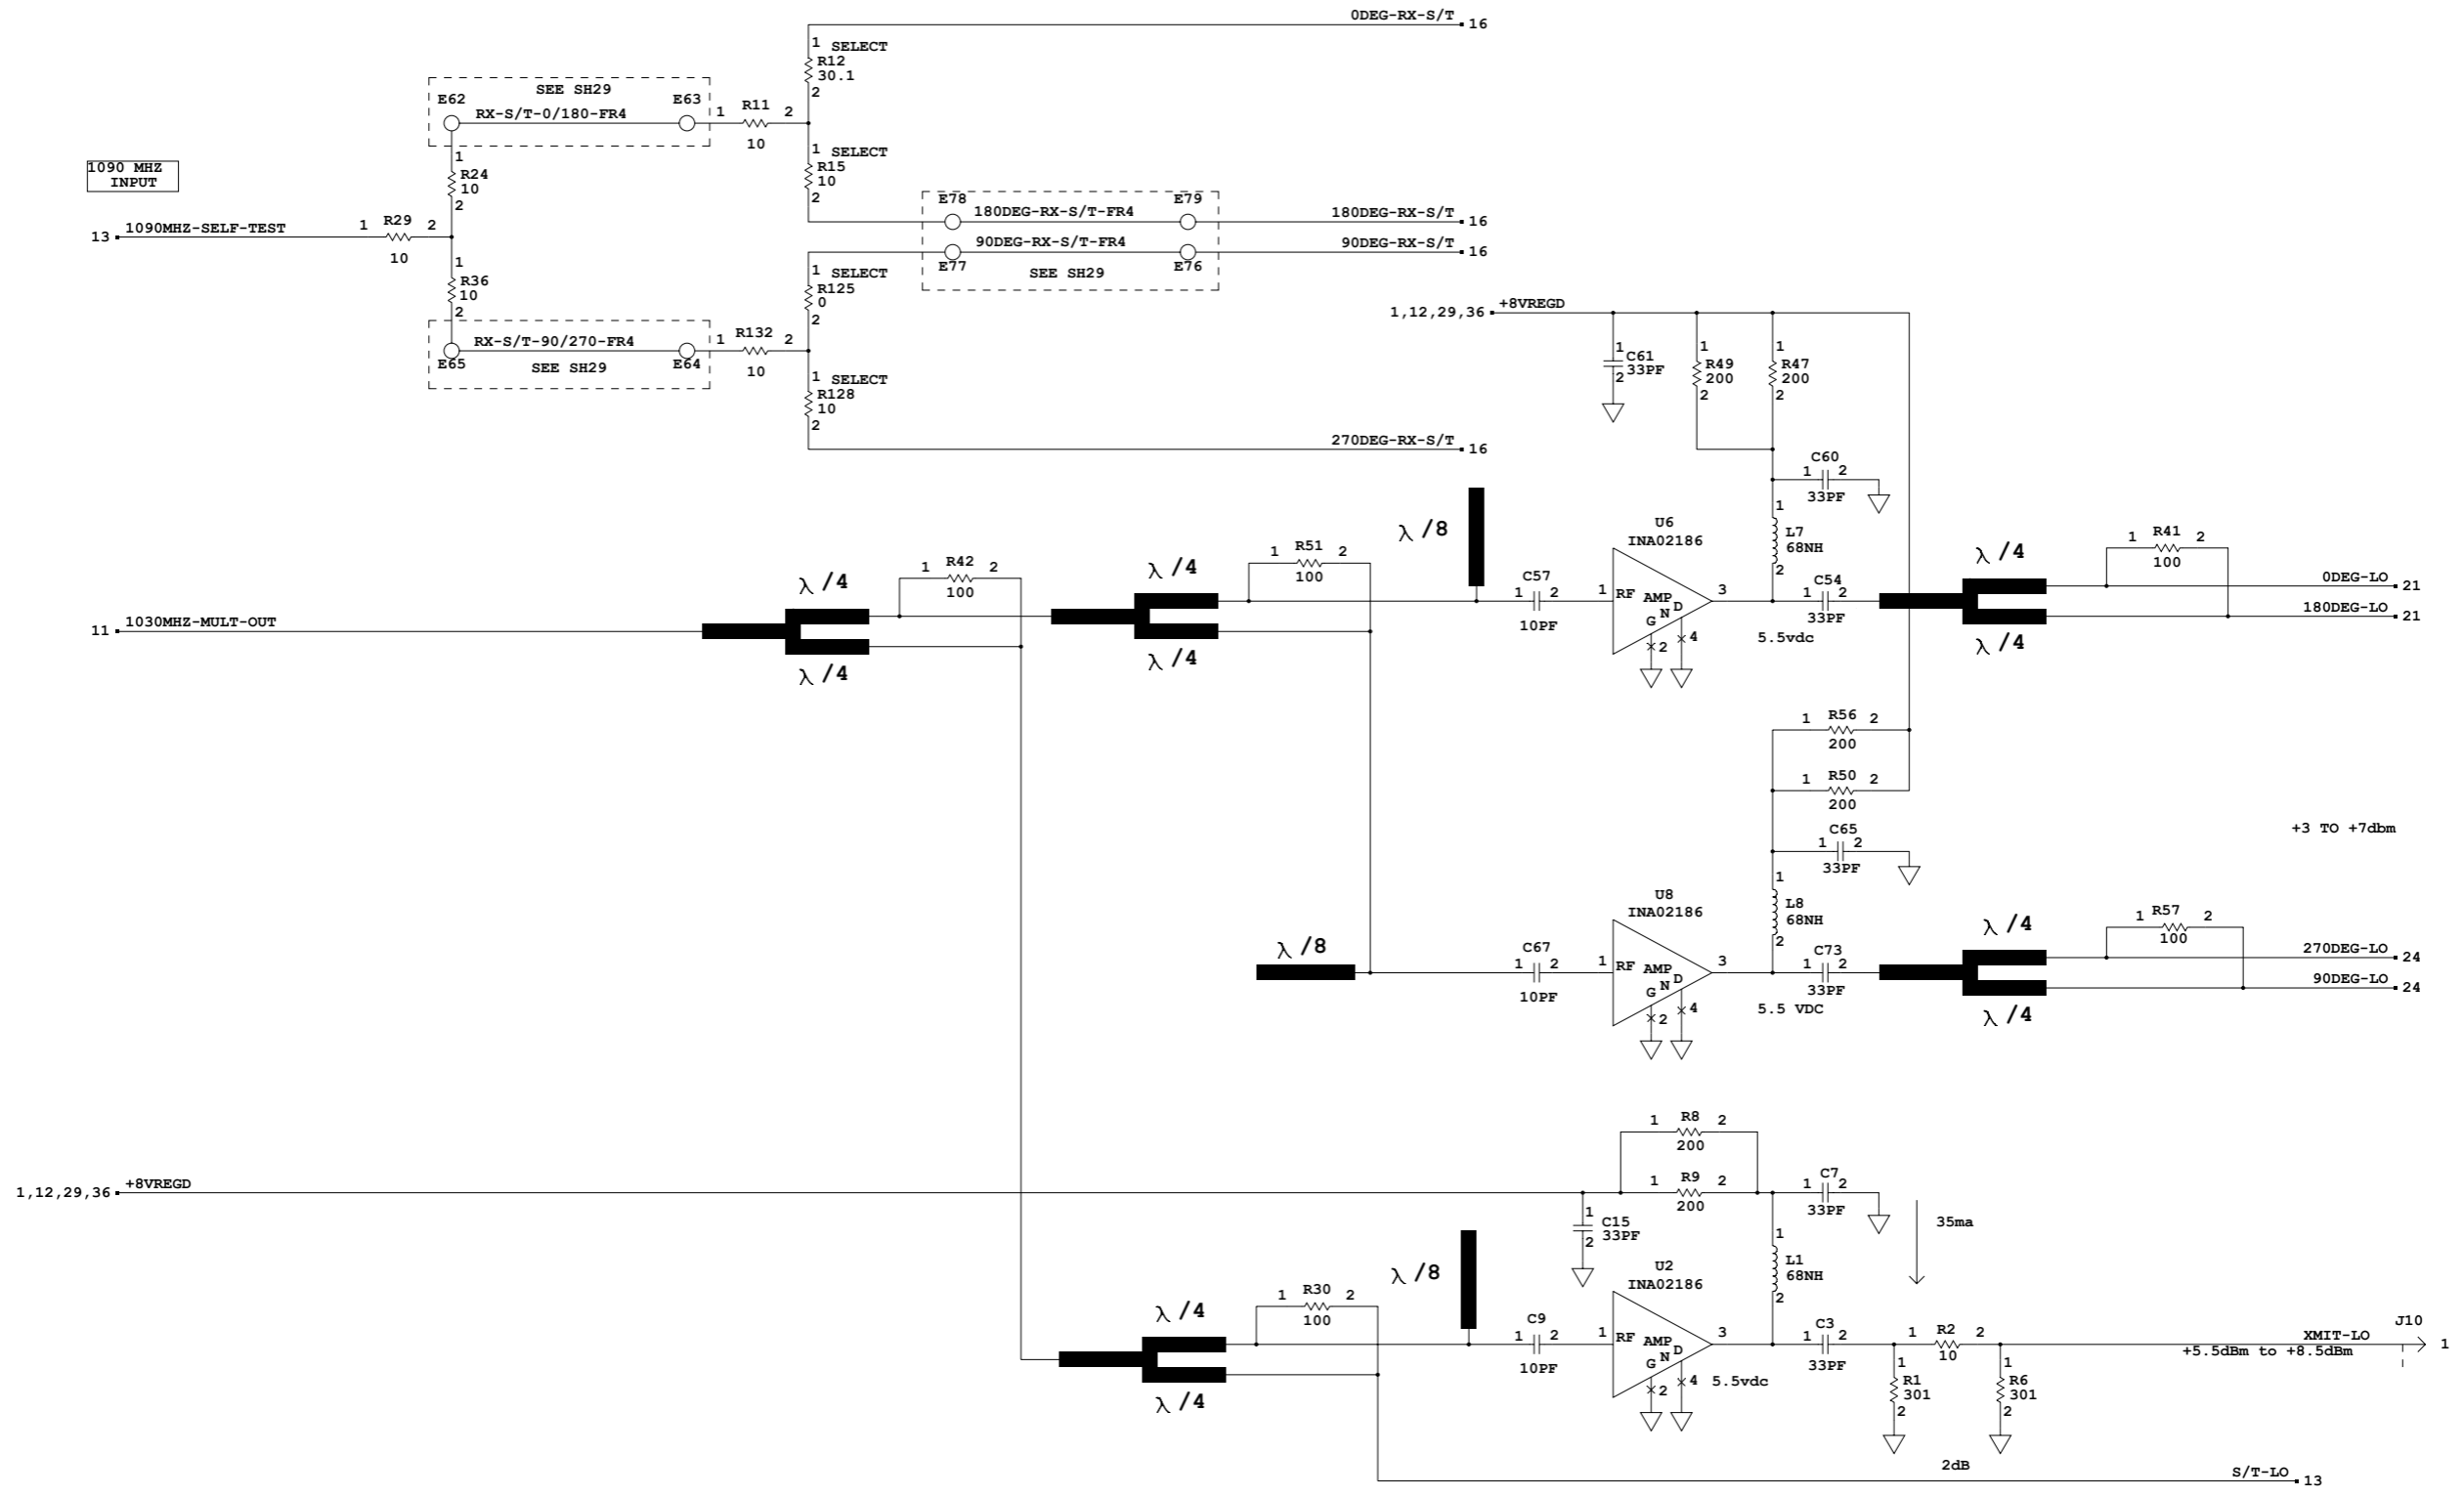 0DEG-RX-S/T
16
1 SELECT
R12
30.1
2
SEE SH29
E62
E63
RX-S/T-0/180-FR4
1 R11 2
10
1
R24
10
2
1 SELECT
R15
10
2
1090 MHZ
INPUT
13
1090MHZ-SELF-TEST
1 R29 2
10
E78
E79
180DEG-RX-S/T-FR4
180DEG-RX-S/T
16
90DEG-RX-S/T-FR4
90DEG-RX-S/T
16
E77
E76
SEE SH29
1
R36
10
2
1 SELECT
R125
0
2
RX-S/T-90/270-FR4
E65
E64
SEE SH29
1 R132 2
10
1 SELECT
R128
10
2
270DEG-RX-S/T
16
1,12,29,36
+8VREGD
1
C61
33PF
2
1
R49
200
2
1
R47
200
2
C60
1 2
33PF
1
L7
68NH
2
11
1030MHZ-MULT-OUT
λ /4
λ /4
1 R42 2
100
λ /4
λ /4
1 R51 2
100
λ /8
C57
1 2
10PF
U6
INA02186
1 RF AMP 3
G N D
2
4
C54
1 2
33PF
5.5vdc
λ /4
λ /4
1 R41 2
100
0DEG-LO
21
180DEG-LO
21
1 R56 2
200
1 R50 2
200
C65
1 2
33PF
+3 TO +7dbm
1
L8
68NH
2
λ /8
C67
1 2
10PF
U8
INA02186
1 RF AMP 3
G N D
2
4
C73
1 2
33PF
5.5 VDC
λ /4
λ /4
1 R57 2
100
270DEG-LO
24
90DEG-LO
24
1,12,29,36
+8VREGD
1 R8 2
200
1 R9 2
200
C7
1 2
33PF
1
C15
33PF
2
35ma
1
L1
68NH
2
λ /4
λ /4
1 R30 2
100
λ /8
C9
1 2
10PF
U2
INA02186
1 RF AMP 3
G N D
2
4
5.5vdc
C3
1 2
33PF
1 R2 2
10
1
R1
301
2
1
R6
301
2
2dB
XMIT-LO
+5.5dBm to +8.5dBm
J10
1
S/T-LO
13